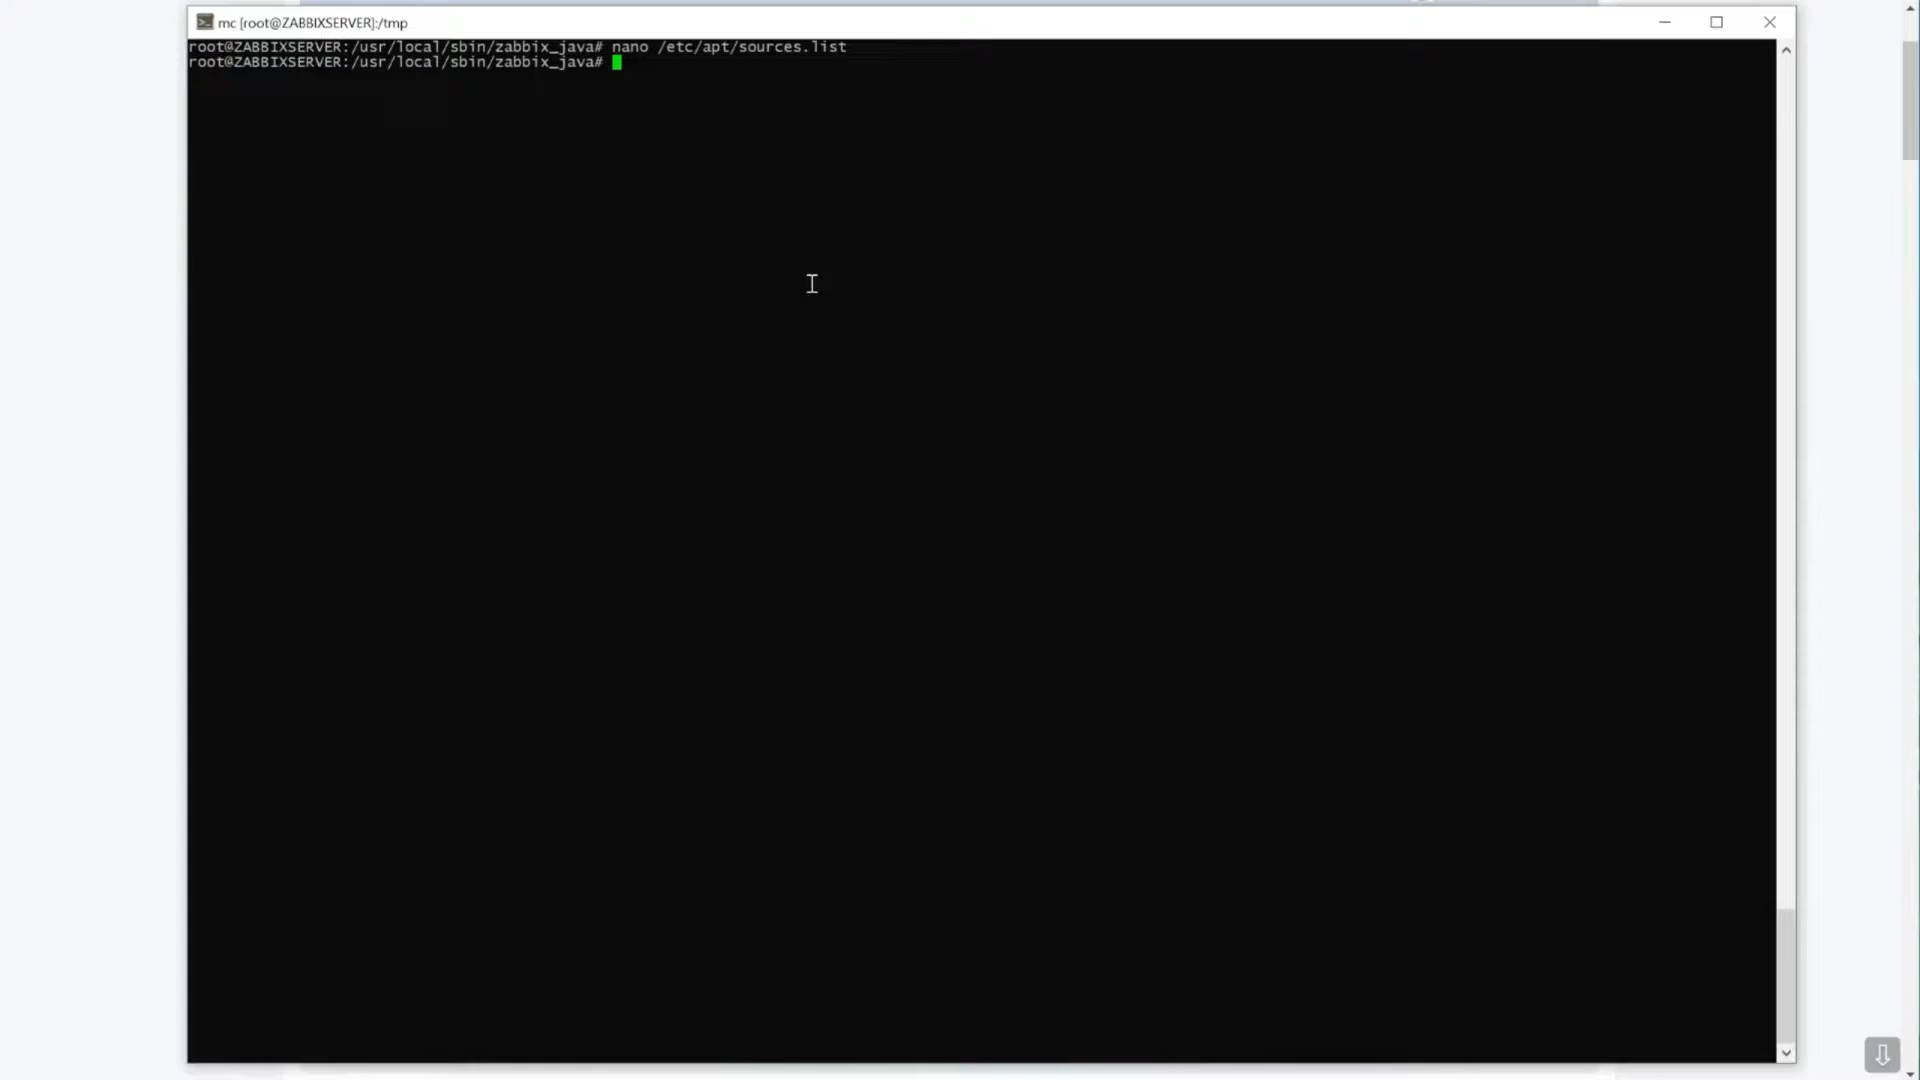 mc [root@ZABBIXSERVER]:/tmp
root@ZABBIXSERVER:/usr/local/sbin/zabbix_java# nano /etc/apt/sources.list
root@ZABBIXSERVER:/usr/local/sbin/zabbix_java#